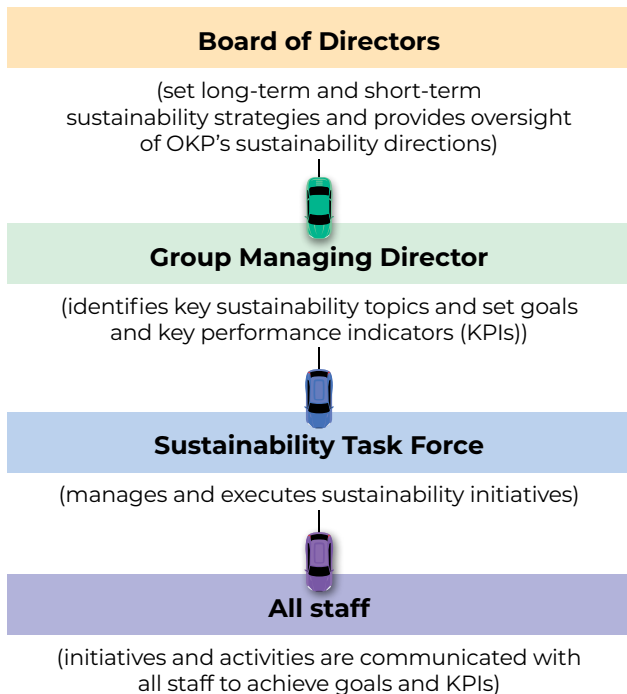 Board of Directors
(set long-term and short-term
sustainability strategies and provides oversight
of OKP's sustainability directions)
Group Managing Director
(identifies key sustainability topics and set goals
and key performance indicators (KPIs))
Sustainability Task Force
(manages and executes sustainability initiatives)
All staff
(initiatives and activities are communicated with
all staff to achieve goals and KPIs)